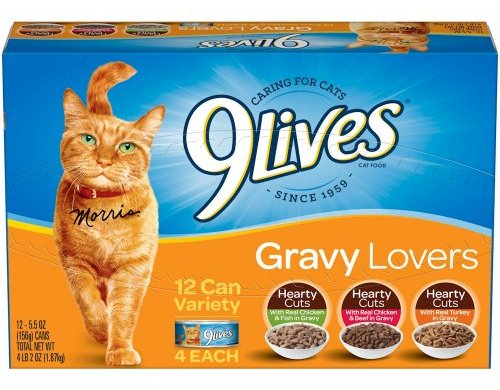 Gravy Lovers
CARING FOR CATS
9Lives
CAT FOOD
- SINCE 1959 -
Morris
Gravy Lovers
12 Can
Variety
9Lives
4 EACH
12 - 5.5 OZ
(156g) CANS
TOTAL NET WT
4 LB 2 OZ (1.87kg)
Hearty
Cuts
With Real Chicken
& Fish in Gravy
Hearty
Cuts
With Real Chicken
& Beef in Gravy
Hearty
Cuts
With Real Turkey
in Gravy